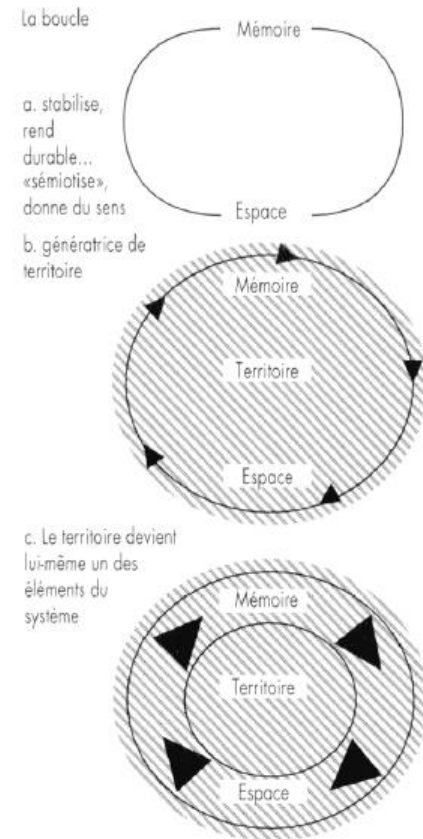 La boucle
Mémoire
a. stabilise,
rend
durable...
«sémiotise»,
donne du sens
Espace
b. génératrice de
territoire
Mémoire
Territoire
Espace
c. Le territoire devient
lui-même un des
éléments du
système
Mémoire
Territoire
Espace